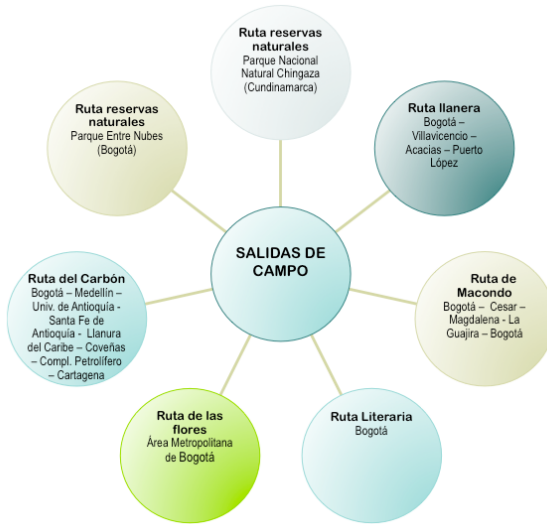 Ruta reservas
naturales
Parque Nacional
Natural Chingaza
(Cundinamarca)
Ruta llanera
Bogotá –
Villavicencio –
Acacías – Puerto
López
Ruta de
Macondo
Bogotá – Cesar –
Magdalena - La
Guajira – Bogotá
Ruta Literaria
Bogotá
Ruta de las
flores
Área Metropolitana
de Bogotá
Ruta del Carbón
Bogotá – Medellín –
Univ. de Antioquía -
Santa Fe de
Antioquía - Llanura
del Caribe – Coveñas
– Compl. Petrolífero
– Cartagena
Ruta reservas
naturales
Parque Entre Nubes
(Bogotá)
SALIDAS DE
CAMPO